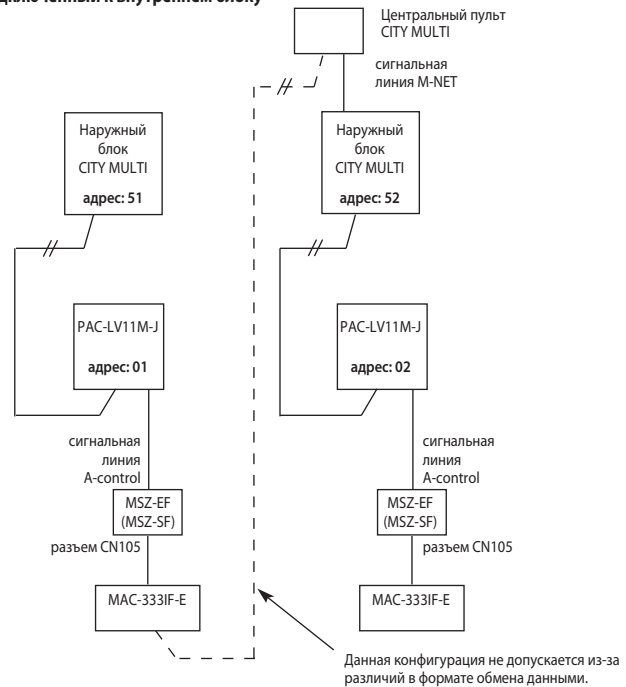 дключенный к внутреннем блоку
Центральный пульт
CITY MULTI
сигнальная
линия M-NET
Наружный
блок
CITY MULTI
адрес: 51
Наружный
блок
CITY MULTI
адрес: 52
PAC-LV11M-J
адрес: 01
PAC-LV11M-J
адрес: 02
сигнальная
линия
A-control
сигнальная
линия
A-control
MSZ-EF
(MSZ-SF)
MSZ-EF
(MSZ-SF)
разъем CN105
разъем CN105
MAC-333IF-E
MAC-333IF-E
Данная конфигурация не допускается из-за
различий в формате обмена данными.